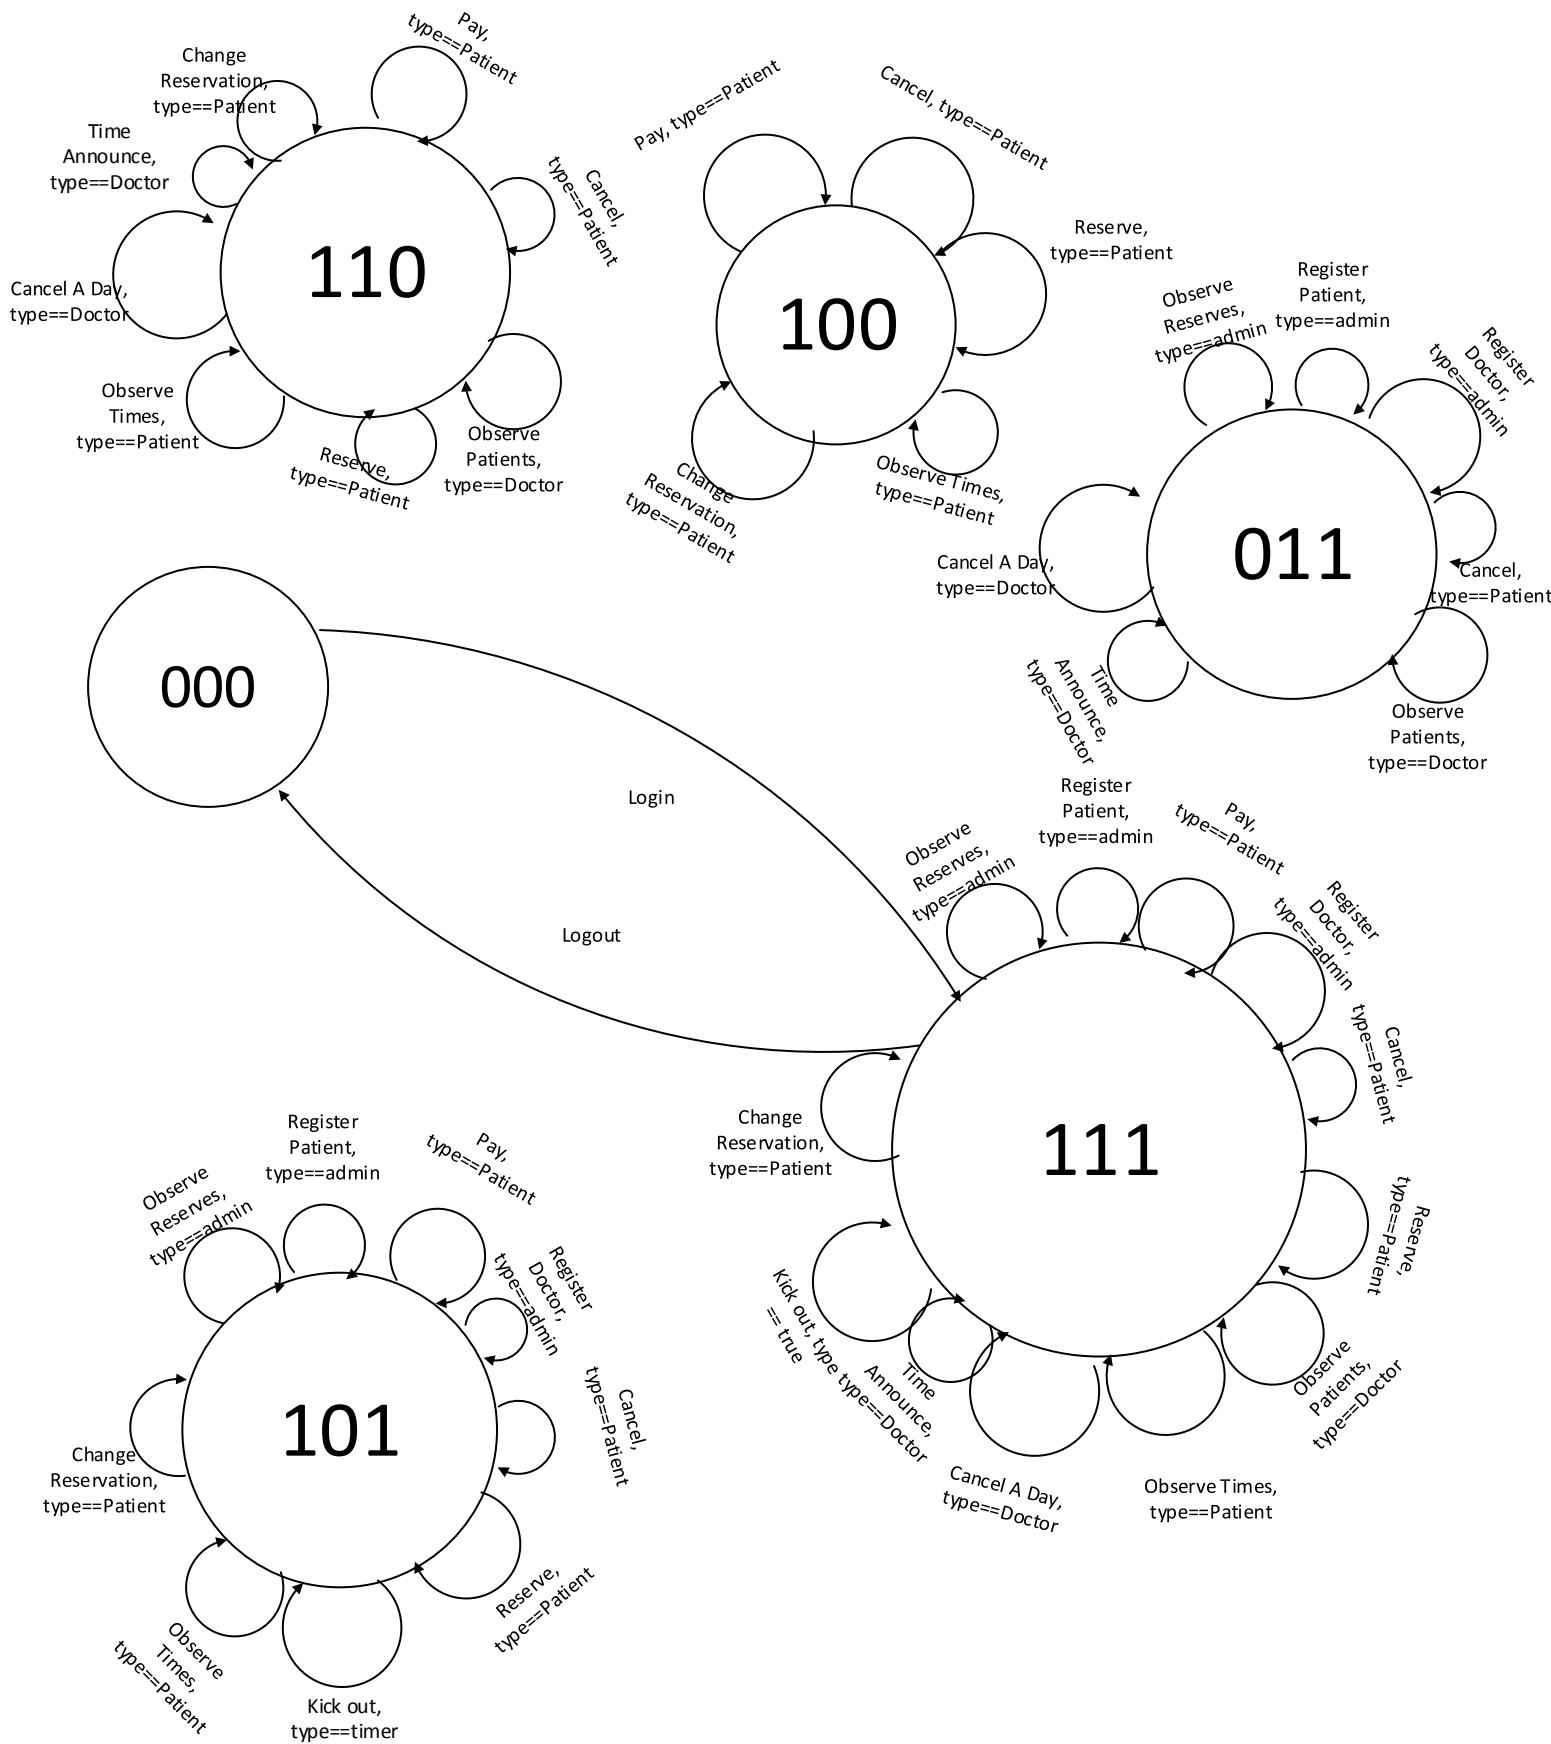 Pay,
type==Patient
Change
Reservation,
type==Patient
Time
Announce,
type==Doctor
Cancel A Day,
type==Doctor
Observe
Times,
type==Patient
Reserve,
type==Patient
Observe
Patients,
type==Doctor
Cancel,
type==Patient
110
Pay, type==Patient
Cancel, type==Patient
Reserve,
type==Patient
Observe Times,
type==Patient
Change
Reservation,
type==Patient
100
Observe
Reserves,
type==admin
Register
Patient,
type==admin
Register
Doctor,
type==admin
Cancel,
type==Patient
Observe
Patients,
type==Doctor
Time
Announce,
type==Doctor
Cancel A Day,
type==Doctor
011
000
Login
Logout
Observe
Reserves,
type==admin
Register
Patient,
type==admin
Pay,
type==Patient
Register
Doctor,
type==admin
Cancel,
type==Patient
Reserve,
type==Patient
Observe
Patients,
type==Doctor
Observe Times,
type==Patient
Cancel A Day,
type==Doctor
Time
Announce,
type==Doctor
Kick out, type
== true
Change
Reservation,
type==Patient
111
Observe
Reserves,
type==admin
Register
Patient,
type==admin
Pay,
type==Patient
Register
Doctor,
type==admin
Cancel,
type==Patient
Reserve,
type==Patient
Kick out,
type==timer
Observe
Times,
type==Patient
Change
Reservation,
type==Patient
101